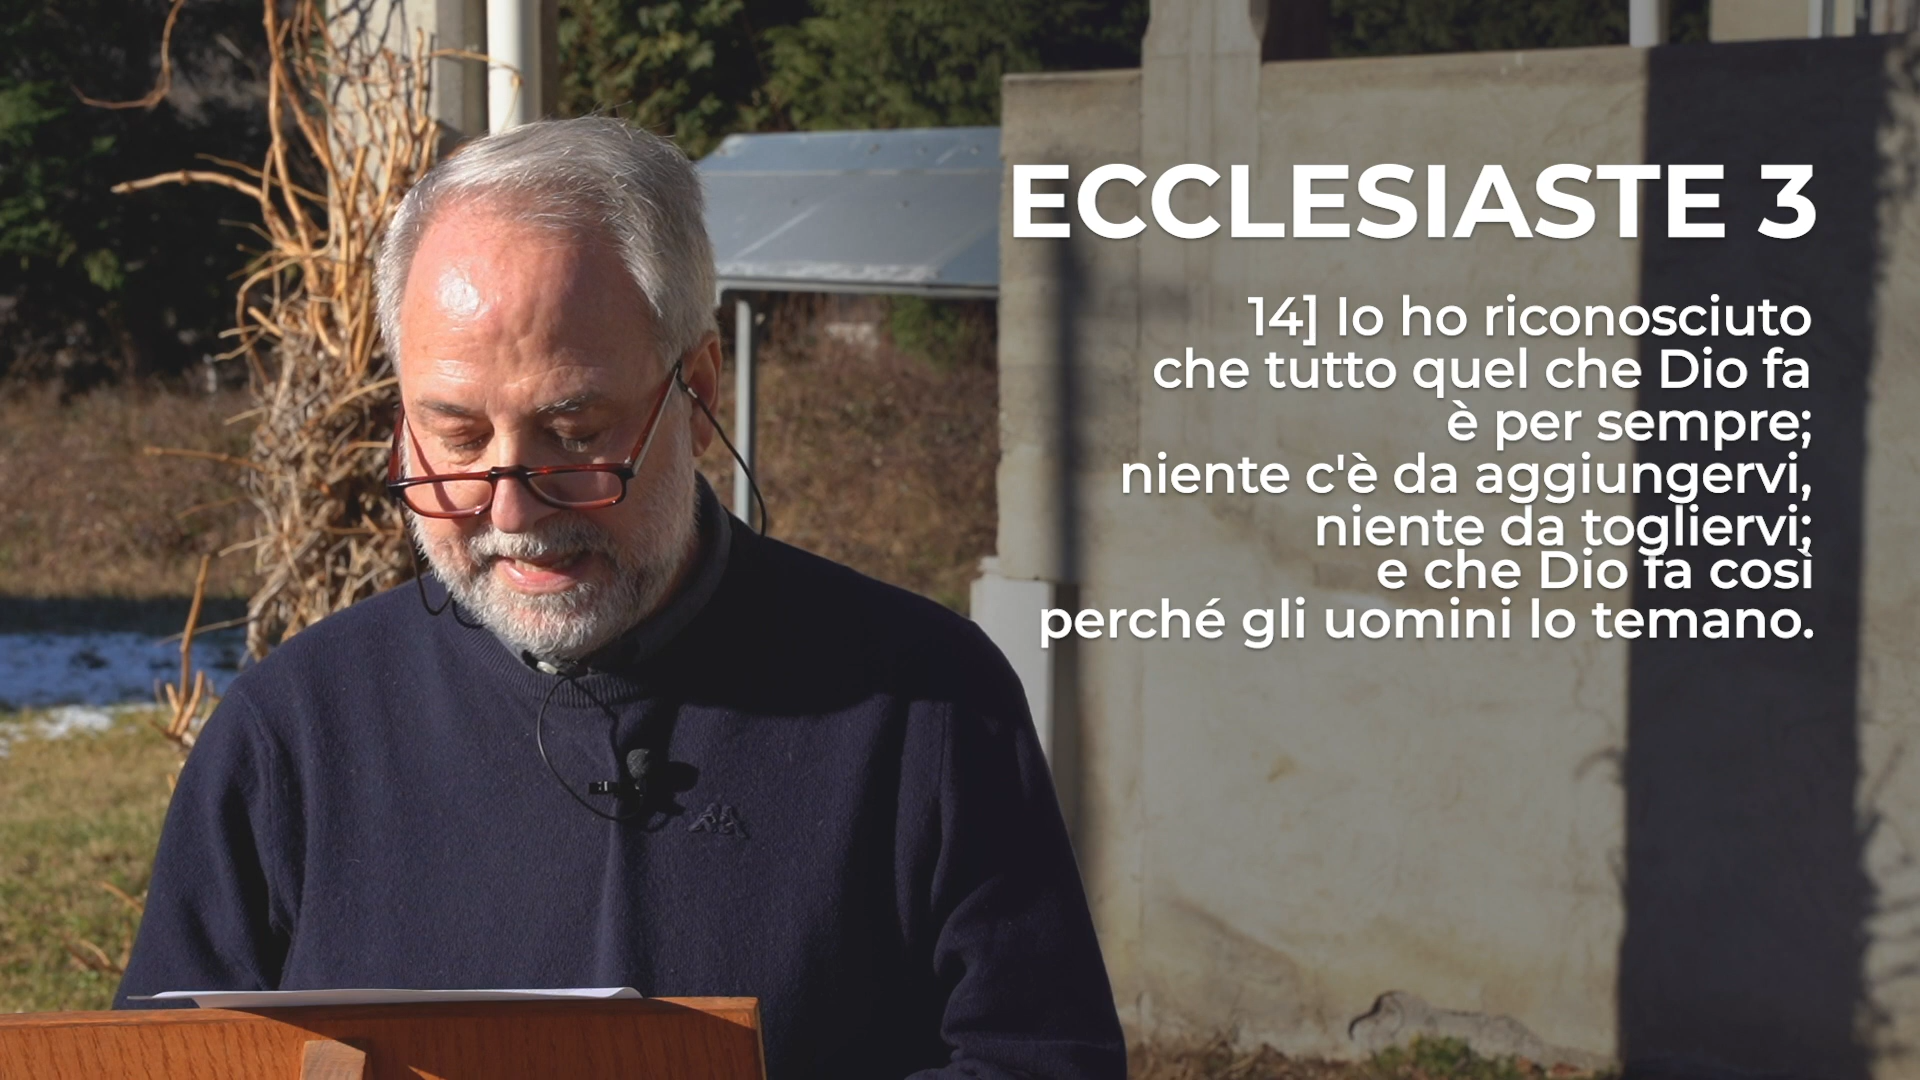 ECCLESIASTE 3
14] Io ho riconosciuto
che tutto quel che Dio fa
è per sempre;
niente c'è da aggiungervi,
niente da togliervi;
e che Dio fa così
perché gli uomini lo temano.